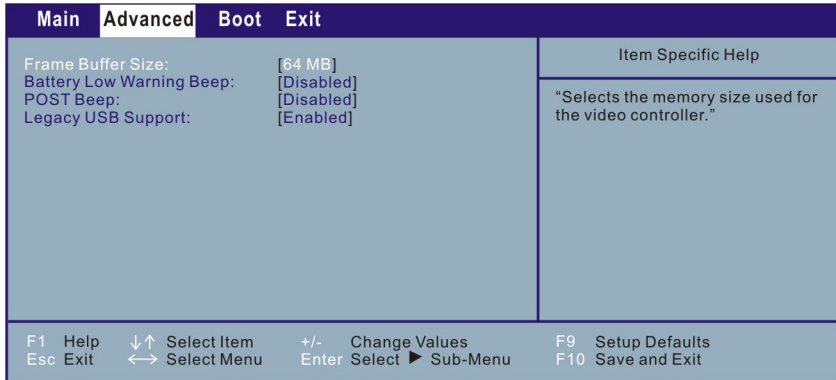 Main Advanced Boot Exit
Frame Buffer Size: [64 MB]
Battery Low Warning Beep: [Disabled]
POST Beep: [Disabled]
Legacy USB Support: [Enabled]
Item Specific Help
“Selects the memory size used for
the video controller.”
F1 Help ↓↑ Select Item +/- Change Values F9 Setup Defaults
Esc Exit ↔ Select Menu Enter Select ▶ Sub-Menu F10 Save and Exit